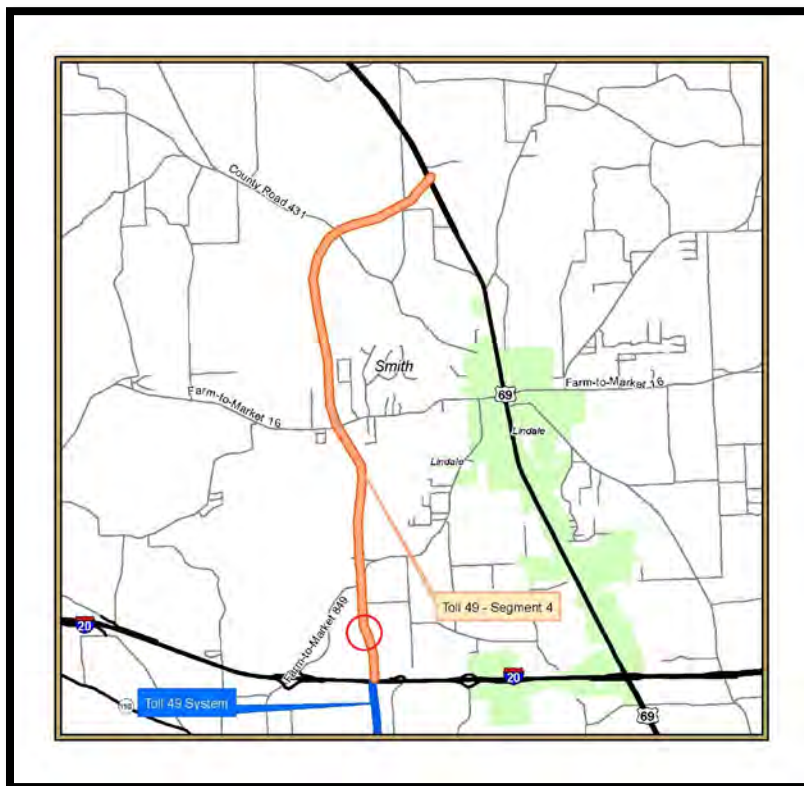 County Road 431
Smith
Farm-to-Market 16
69
Farm-to-Market 16
Lindale
Lindale
Toll 49 - Segment 4
Farm-to-Market 849
20
20
110
Toll 49 System
69